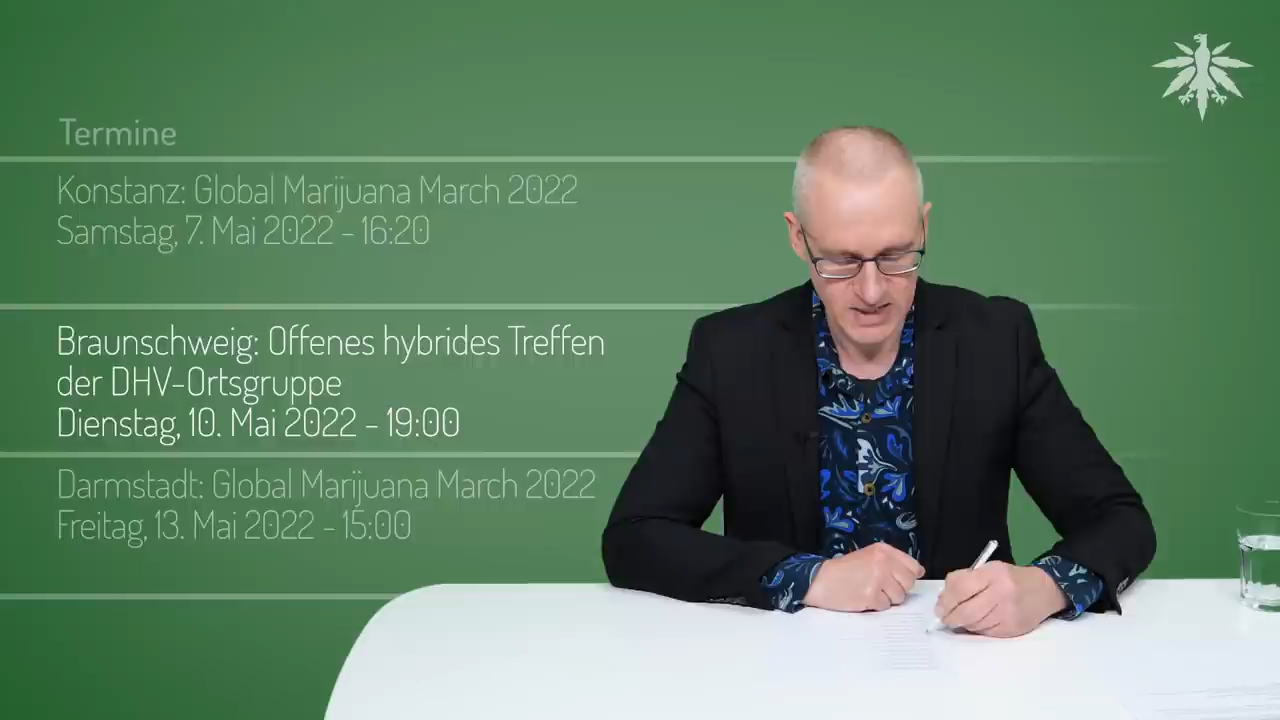 Termine
Konstanz: Global Marijuana March 2022
Samstag, 7. Mai 2022 - 16:20
Braunschweig: Offenes hybrides Treffen
der DHV-Ortsgruppe
Dienstag, 10. Mai 2022 - 19:00
Darmstadt: Global Marijuana March 2022
Freitag, 13. Mai 2022 - 15:00